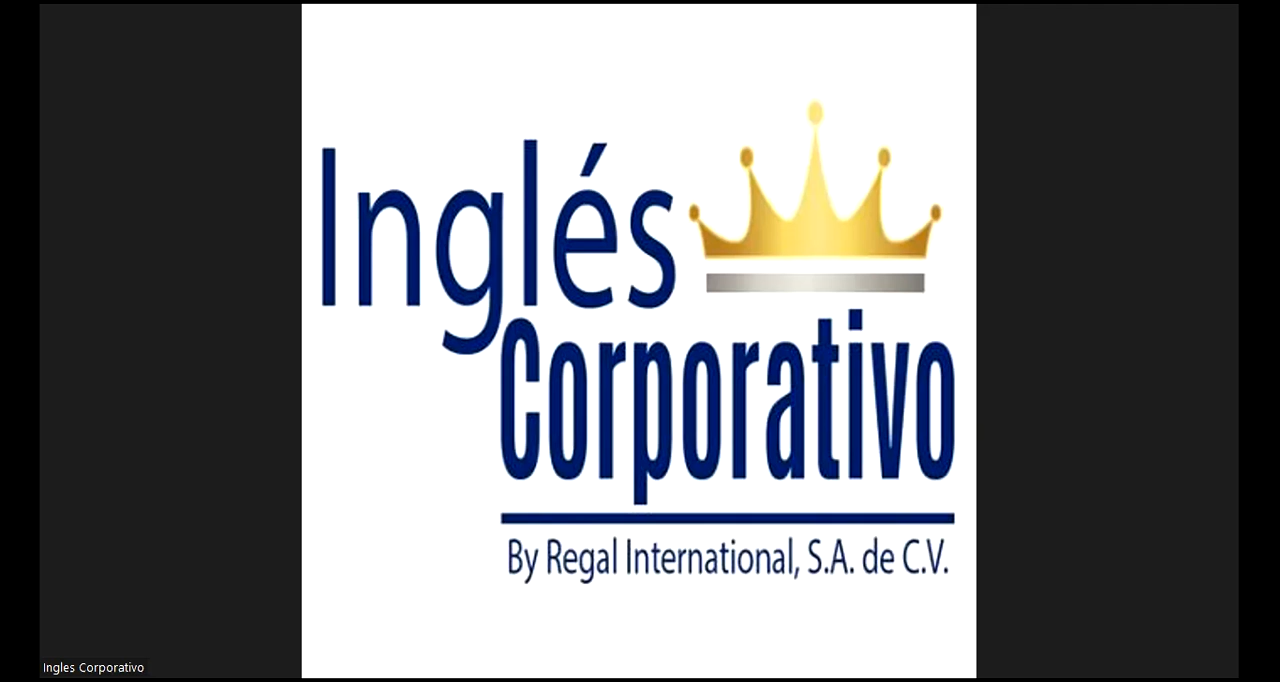 Inglés
Corporativo
By Regal International, S.A. de C.V.
Ingles Corporativo